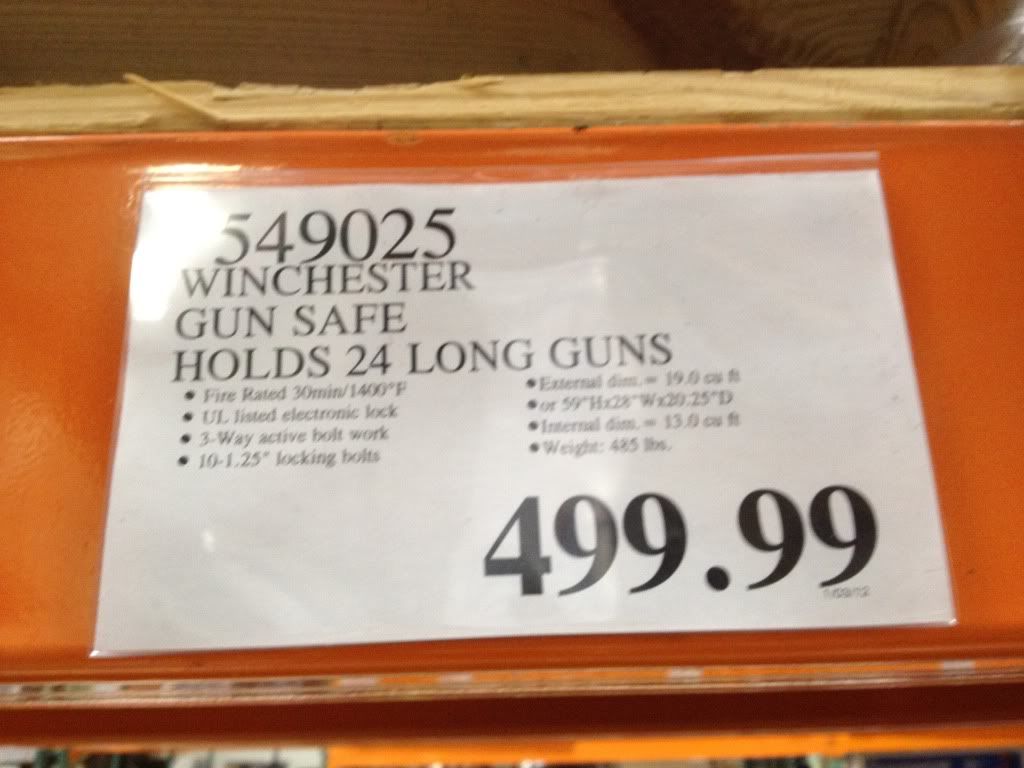 549025
WINCHESTER
GUN SAFE
HOLDS 24 LONG GUNS
• Fire Rated 30min/1400°F
• UL listed electronic lock
• 3-Way active bolt work
• 10-1.25" locking bolts
• External dim.= 19.0 cu ft
• or 59"Hx28"Wx20.25"D
• Internal dim.= 13.0 cu ft
• Weight: 485 lbs.
499.99